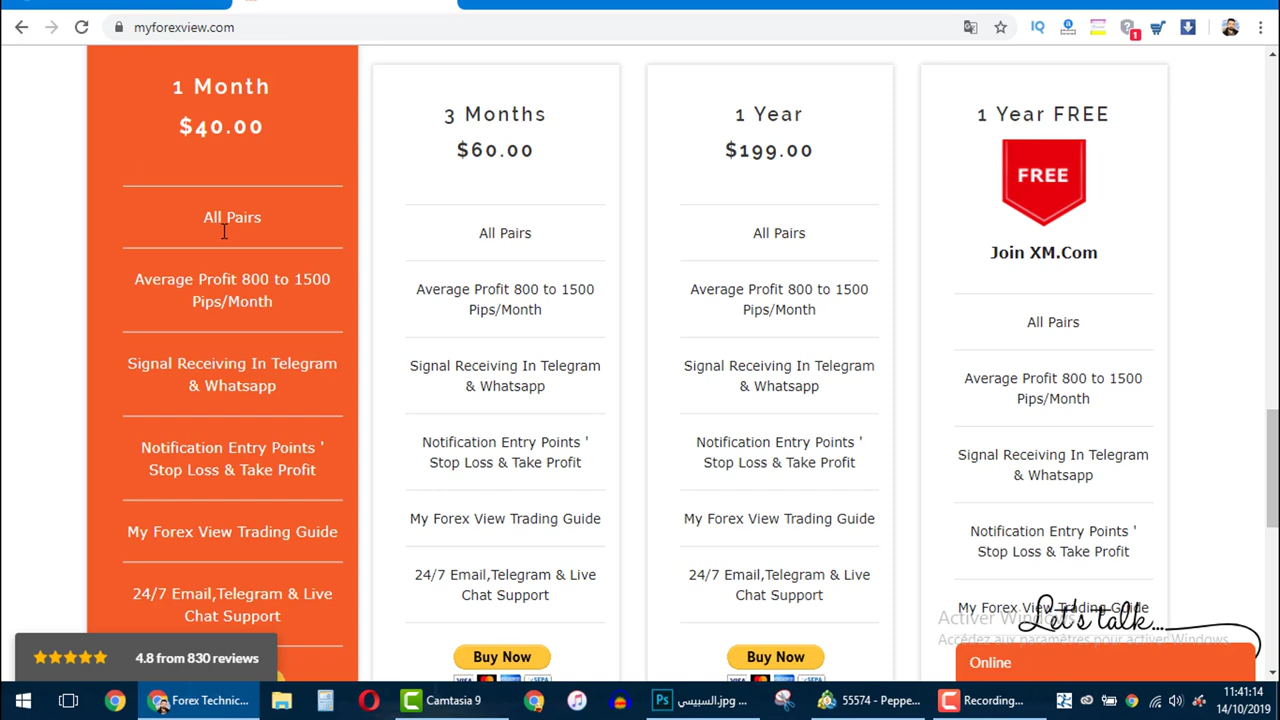 myforexview.com
1
1 Month
$40.00
All Pairs
Average Profit 800 to 1500
Pips/Month
Signal Receiving In Telegram
& Whatsapp
Notification Entry Points '
Stop Loss & Take Profit
My Forex View Trading Guide
24/7 Email,Telegram & Live
Chat Support
3 Months
$60.00
All Pairs
Average Profit 800 to 1500
Pips/Month
Signal Receiving In Telegram
& Whatsapp
Notification Entry Points '
Stop Loss & Take Profit
My Forex View Trading Guide
24/7 Email,Telegram & Live
Chat Support
Buy Now
1 Year
$199.00
All Pairs
Average Profit 800 to 1500
Pips/Month
Signal Receiving In Telegram
& Whatsapp
Notification Entry Points '
Stop Loss & Take Profit
My Forex View Trading Guide
24/7 Email,Telegram & Live
Chat Support
Buy Now
1 Year FREE
FREE
Join XM.Com
All Pairs
Average Profit 800 to 1500
Pips/Month
Signal Receiving In Telegram
& Whatsapp
Notification Entry Points '
Stop Loss & Take Profit
My Forex View Trading Guide
Let's talk...
Activer Windows
Accédez aux paramètres pour activer Windows.
4.8 from 830 reviews
Online
Forex Technic...
Camtasia 9
السبيسي.jpg ...
55574 - Peppe...
Recording...
11:41:14
14/10/2019